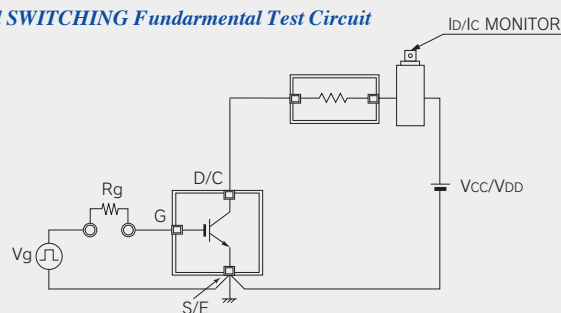 SWITCHING Fundarmental Test Circuit
ID/IC MONITOR
D/C
VCC/VDD
Rg
G
Vg
S/E